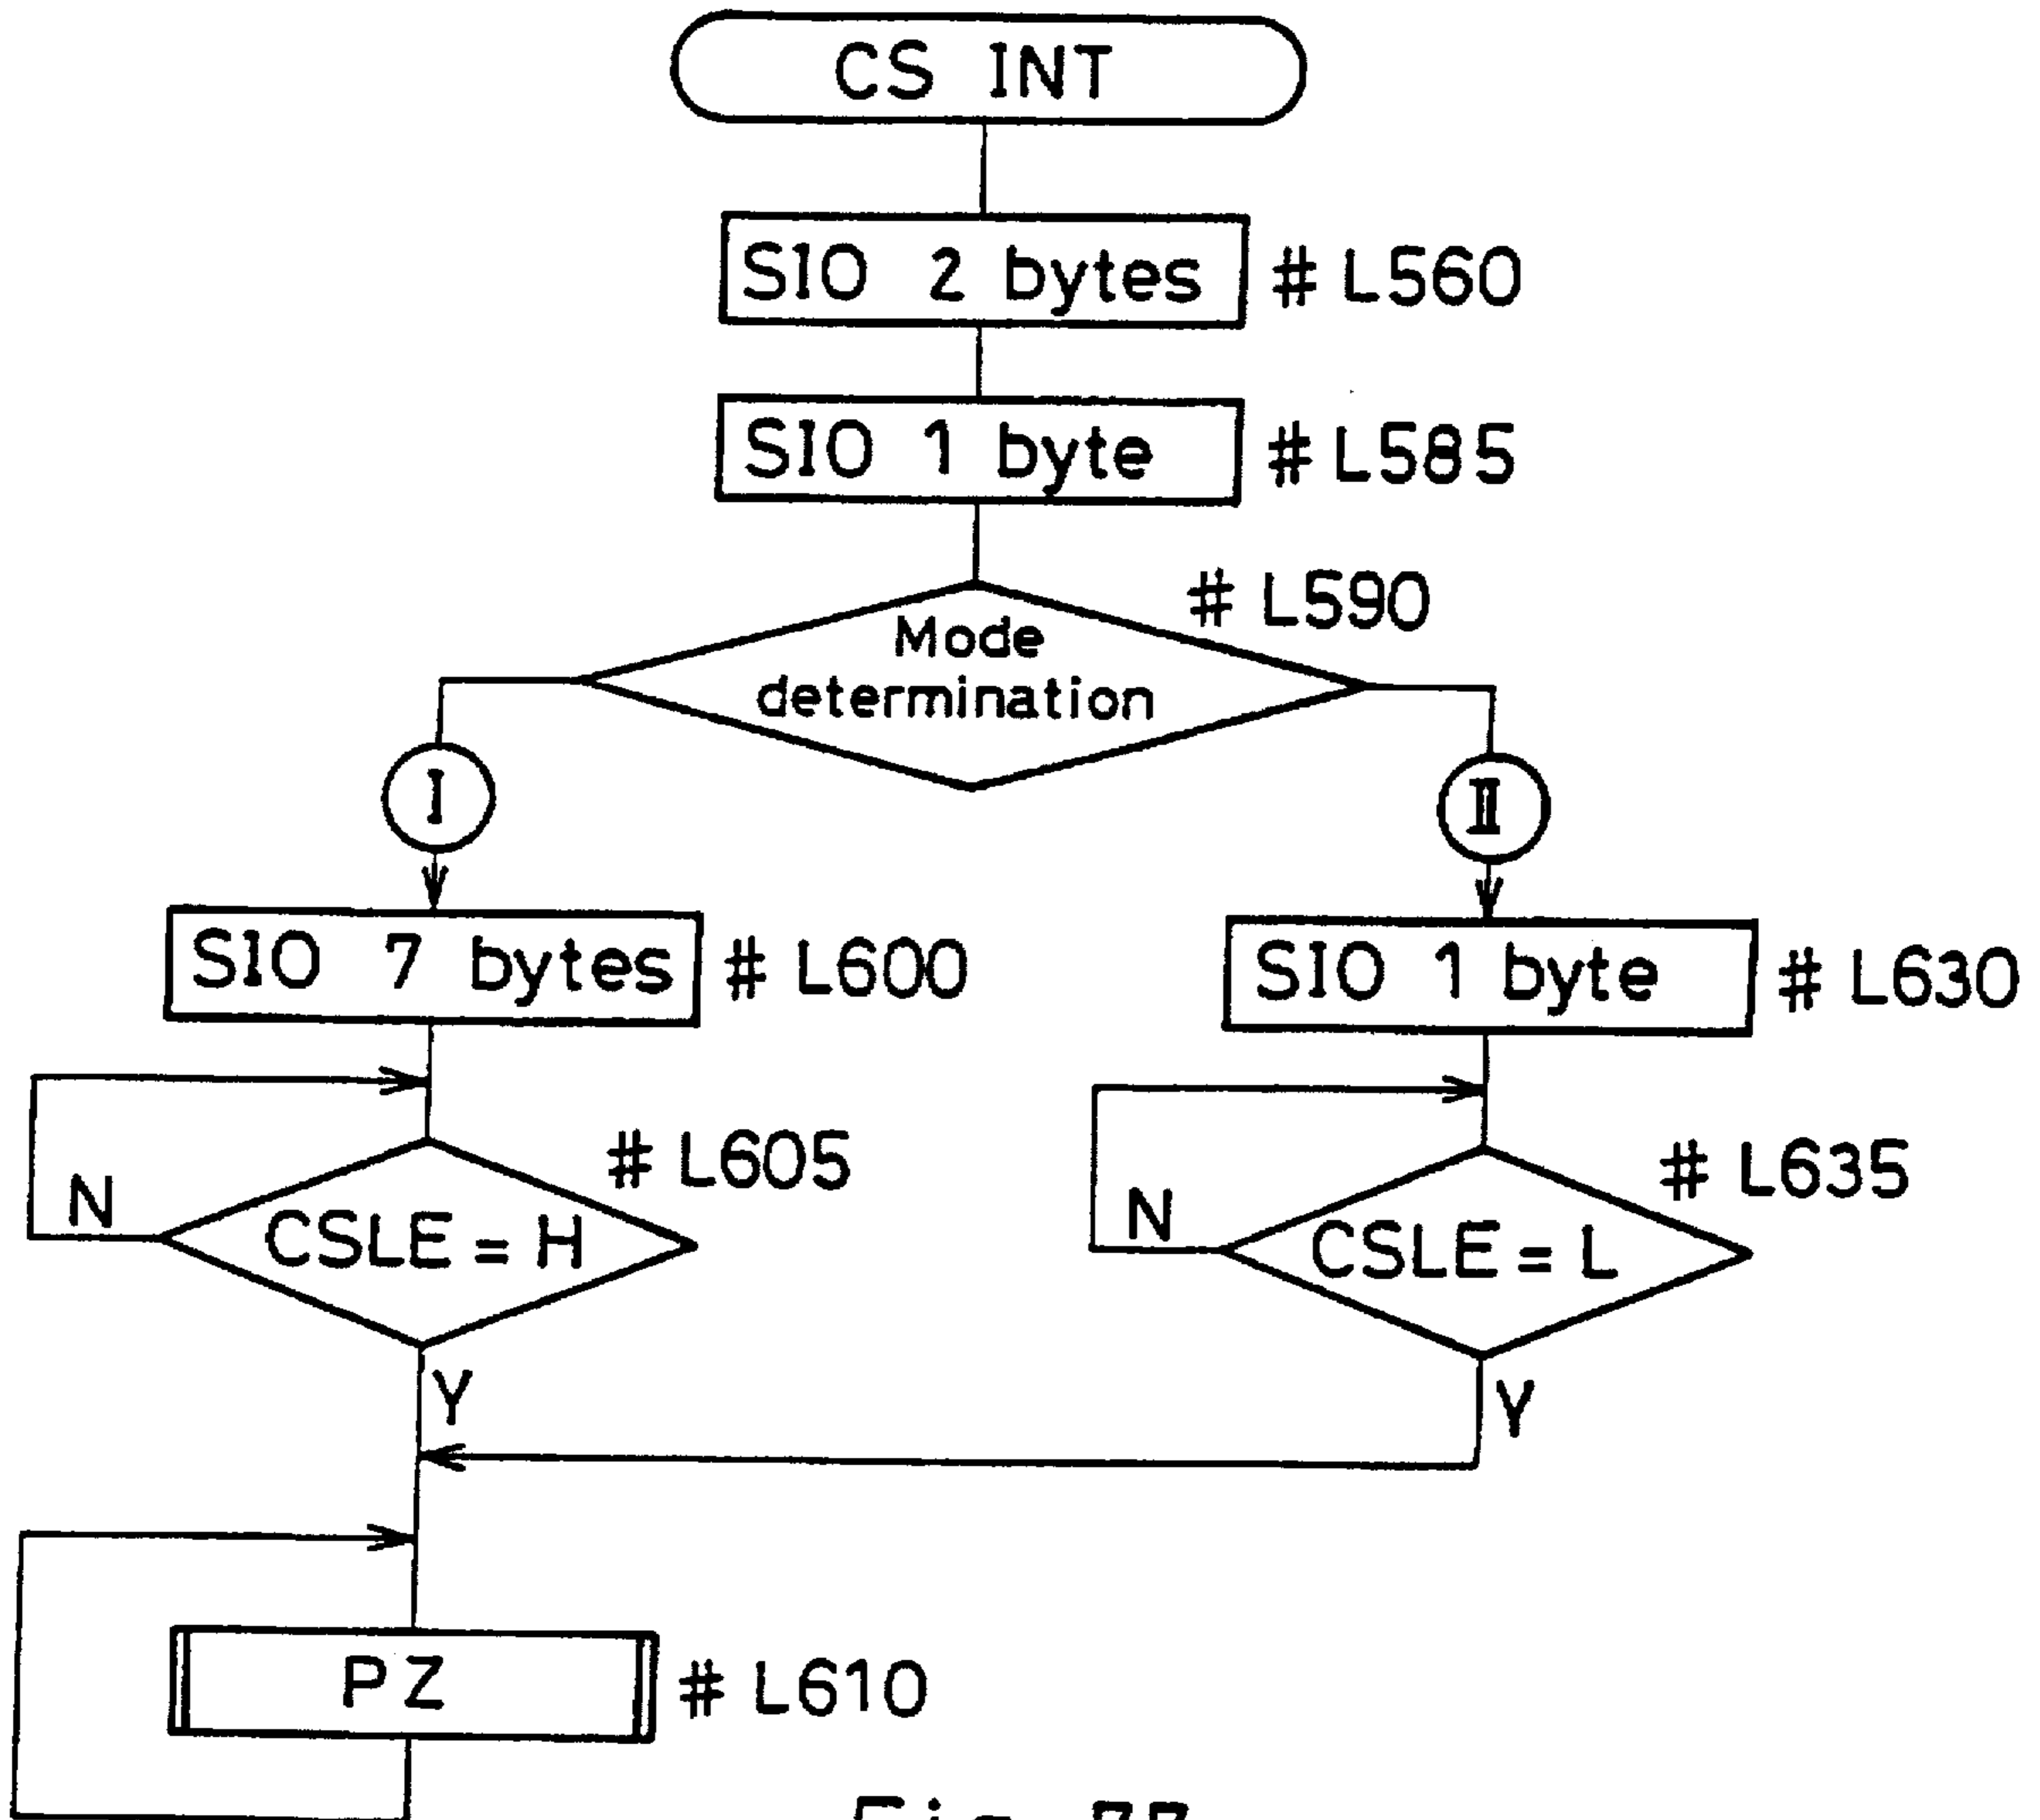 CS INT
SIO 2 bytes # L560
SIO 1 byte # L585
# L590
Mode
determination
I
II
SIO 7 bytes # L600
SIO 1 byte # L630
# L605
N
CSLE = H
Y
# L635
N
CSLE = L
Y
PZ # L610